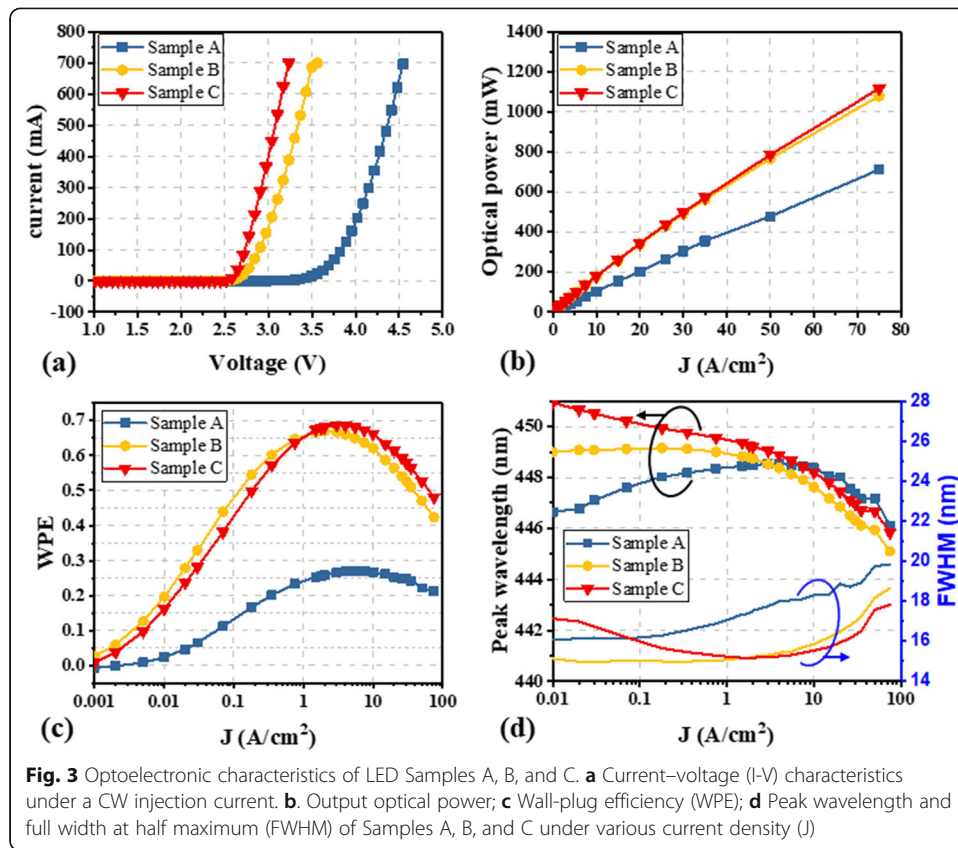 800
700
600
500
400
300
200
100
0
-100
current (mA)
Sample A
Sample B
Sample C
1.0 1.5 2.0 2.5 3.0 3.5 4.0 4.5 5.0
(a) Voltage (V)
1400
1200
1000
800
600
400
200
0
Optical power (mW)
Sample A
Sample B
Sample C
0 10 20 30 40 50 60 70 80
(b) J (A/cm²)
0.7
0.6
0.5
0.4
0.3
0.2
0.1
0.0
WPE
Sample A
Sample B
Sample C
0.001 0.01 0.1 1 10 100
(c) J (A/cm²)
450
448
446
444
442
440
Peak wavelength (nm)
Sample A
Sample B
Sample C
28
26
24
22
20
18
16
14
FWHM (nm)
0.01 0.1 1 10 100
(d) J (A/cm²)
Fig. 3 Optoelectronic characteristics of LED Samples A, B, and C. a Current–voltage (I-V) characteristics
under a CW injection current. b. Output optical power; c Wall-plug efficiency (WPE); d Peak wavelength and
full width at half maximum (FWHM) of Samples A, B, and C under various current density (J)